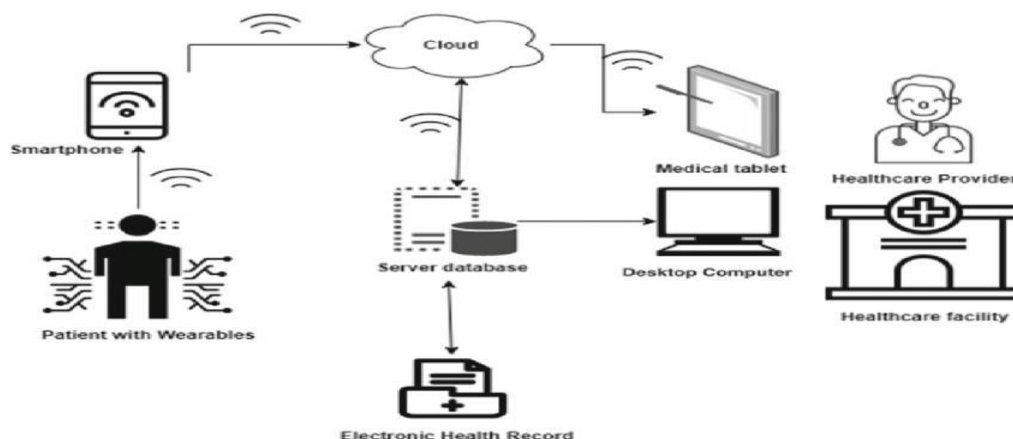 Cloud
Smartphone
Medical tablet
Healthcare Provider
Server database
Desktop Computer
Healthcare facility
Patient with Wearables
Electronic Health Record